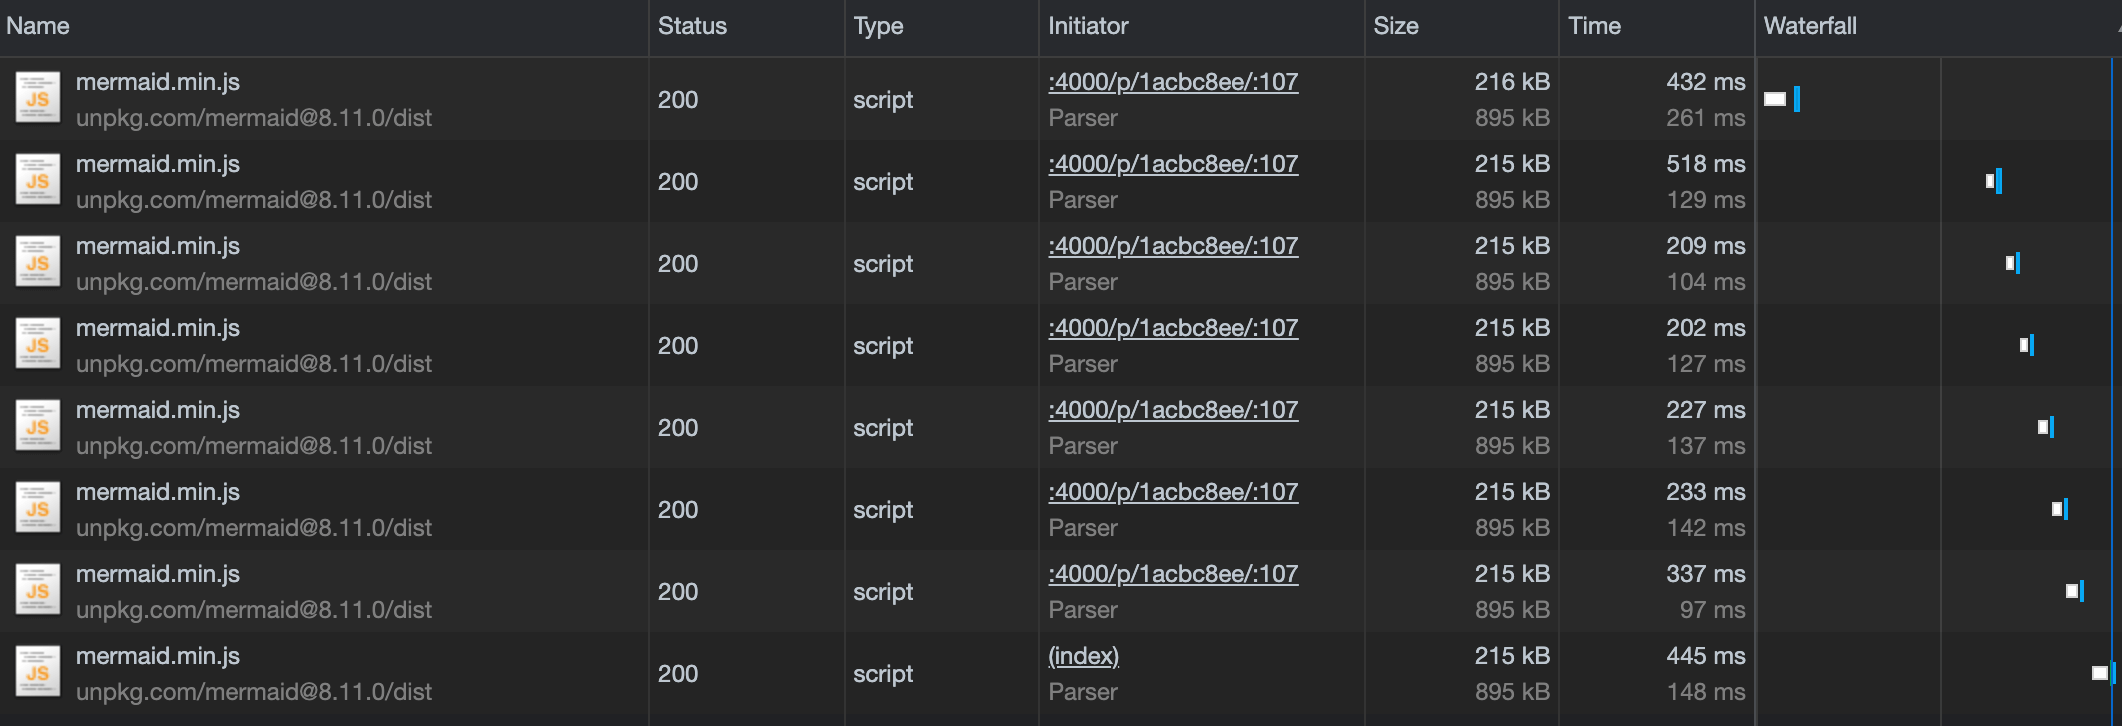 Name Status Type Initiator Size Time Waterfall
mermaid.min.js 200 script :4000/p/1acbc8ee/:107 216 kB 432 ms
unpkg.com/mermaid@8.11.0/dist Parser 895 kB 261 ms
mermaid.min.js 200 script :4000/p/1acbc8ee/:107 215 kB 518 ms
unpkg.com/mermaid@8.11.0/dist Parser 895 kB 129 ms
mermaid.min.js 200 script :4000/p/1acbc8ee/:107 215 kB 209 ms
unpkg.com/mermaid@8.11.0/dist Parser 895 kB 104 ms
mermaid.min.js 200 script :4000/p/1acbc8ee/:107 215 kB 202 ms
unpkg.com/mermaid@8.11.0/dist Parser 895 kB 127 ms
mermaid.min.js 200 script :4000/p/1acbc8ee/:107 215 kB 227 ms
unpkg.com/mermaid@8.11.0/dist Parser 895 kB 137 ms
mermaid.min.js 200 script :4000/p/1acbc8ee/:107 215 kB 233 ms
unpkg.com/mermaid@8.11.0/dist Parser 895 kB 142 ms
mermaid.min.js 200 script :4000/p/1acbc8ee/:107 215 kB 337 ms
unpkg.com/mermaid@8.11.0/dist Parser 895 kB 97 ms
mermaid.min.js 200 script (index) 215 kB 445 ms
unpkg.com/mermaid@8.11.0/dist Parser 895 kB 148 ms
JS
JS
JS
JS
JS
JS
JS
JS